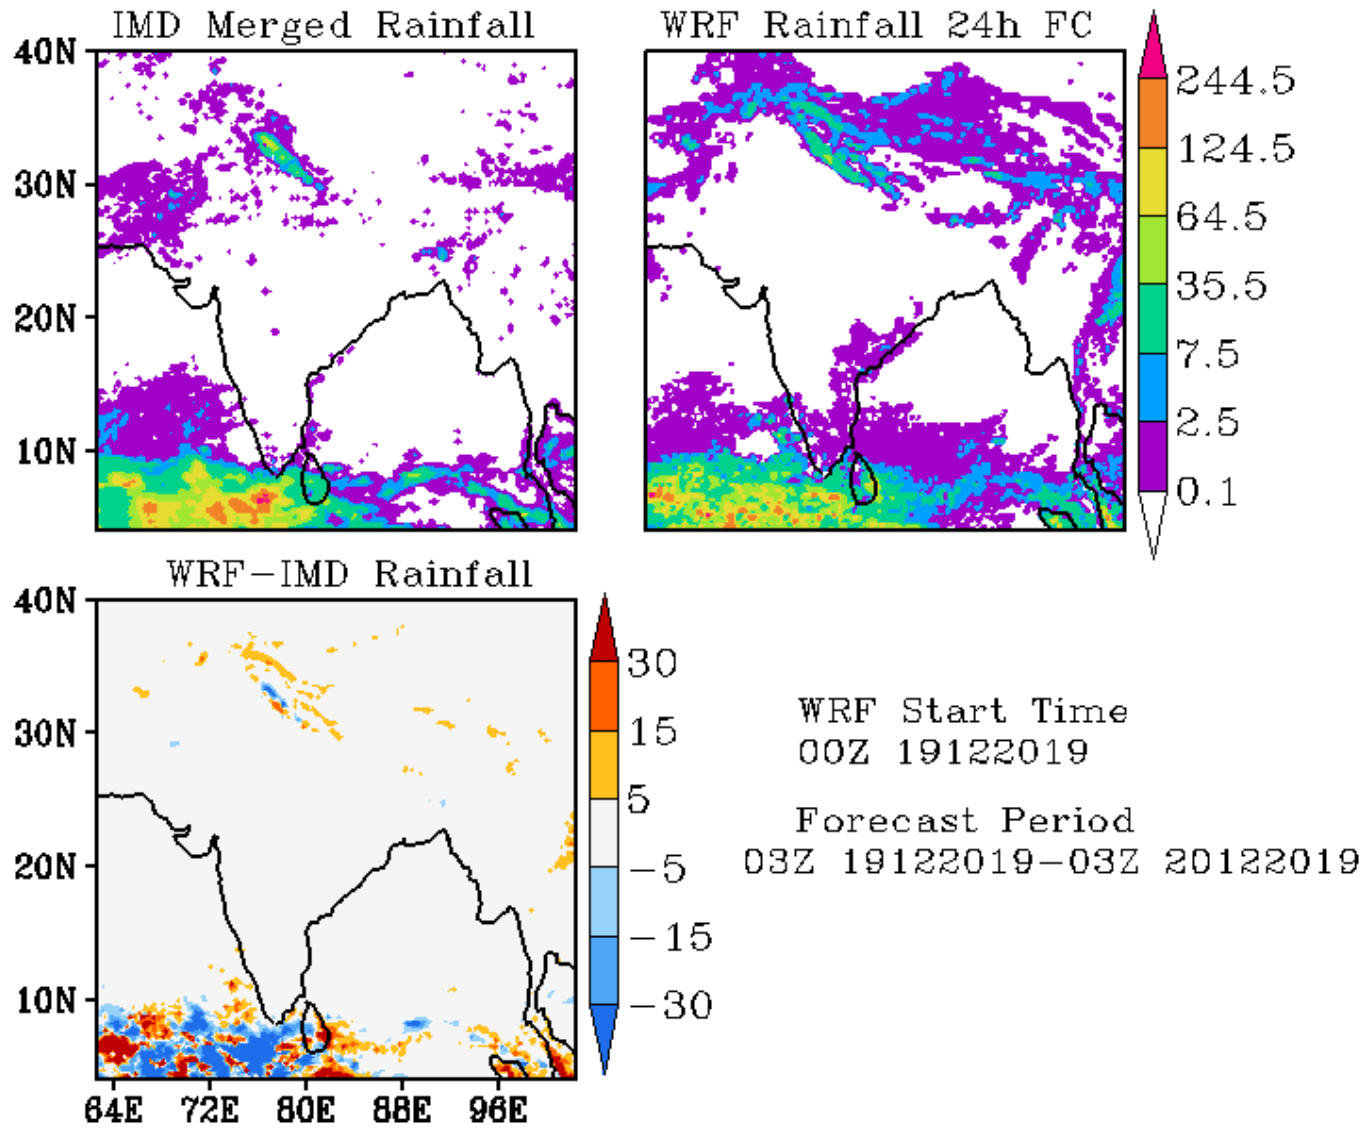 IMD Merged Rainfall
WRF Rainfall 24h FC
40N
30N
20N
10N
244.5
124.5
64.5
35.5
7.5
2.5
0.1
WRF-IMD Rainfall
40N
30N
20N
10N
64E 72E 80E 88E 96E
30
15
5
-5
-15
-30
WRF Start Time
00Z 19122019
Forecast Period
03Z 19122019-03Z 20122019